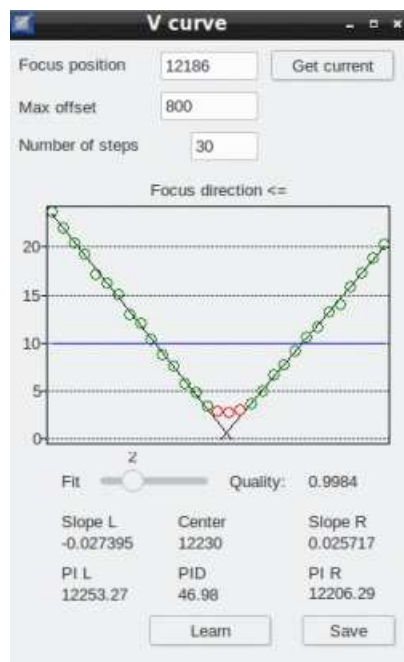 V curve
Focus position 12186 Get current
Max offset 800
Number of steps 30
Focus direction <=
20
15
10
5
0
2
Fit Quality: 0.9984
Slope L Center Slope R
-0.027395 12230 0.025717
PI L PID PI R
12253.27 46.98 12206.29
Learn Save